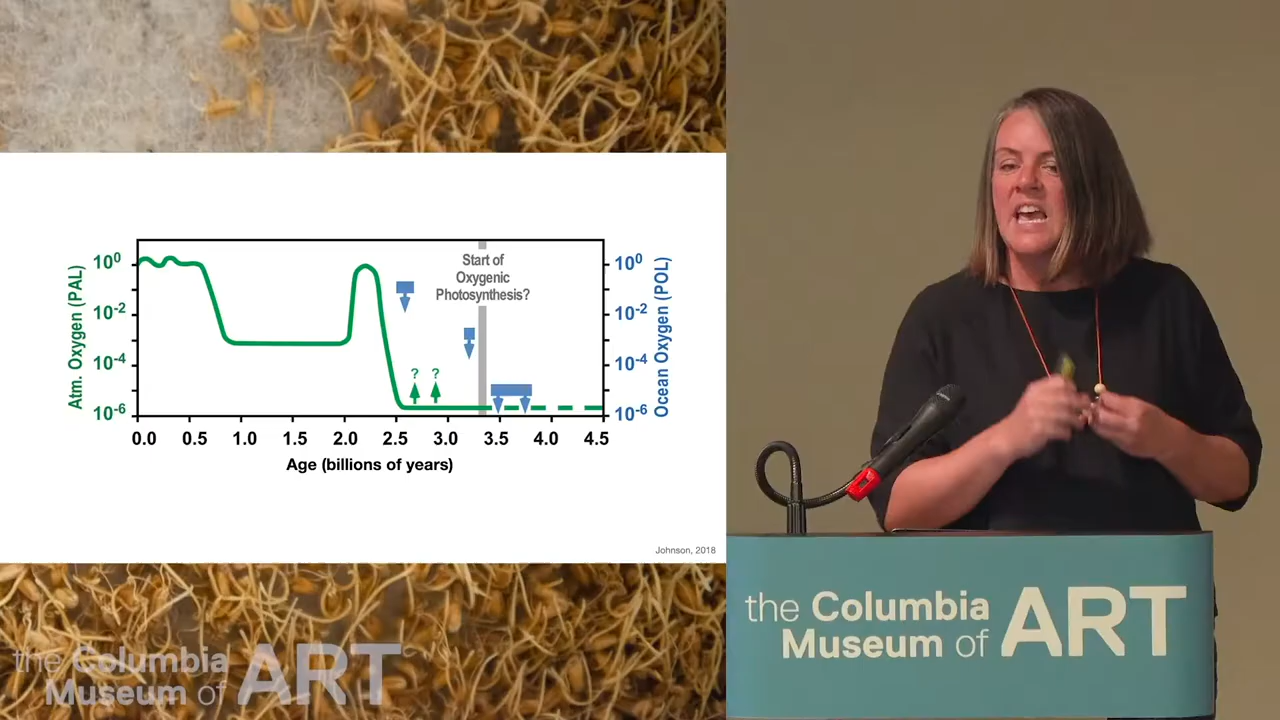 Start of
Oxygenic
Photosynthesis?
Atm. Oxygen (PAL)
10⁰
10⁻²
10⁻⁴
10⁻⁶
10⁰
10⁻²
10⁻⁴
10⁻⁶
Ocean Oxygen (POL)
? ?
0.0 0.5 1.0 1.5 2.0 2.5 3.0 3.5 4.0 4.5
Age (billions of years)
Johnson, 2018
the Columbia
Museum of ART
the Columbia
Museum of ART